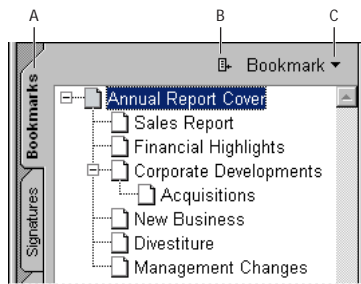 A B C
Bookmark
Bookmarks
Signatures
Annual Report Cover
Sales Report
Financial Highlights
Corporate Developments
Acquisitions
New Business
Divestiture
Management Changes